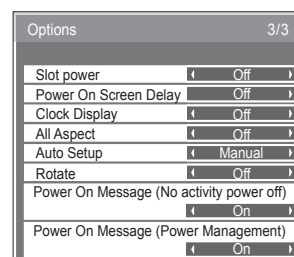 Options 3/3
Slot power Off
Power On Screen Delay Off
Clock Display Off
All Aspect Off
Auto Setup Manual
Rotate Off
Power On Message (No activity power off)
On
Power On Message (Power Management)
On